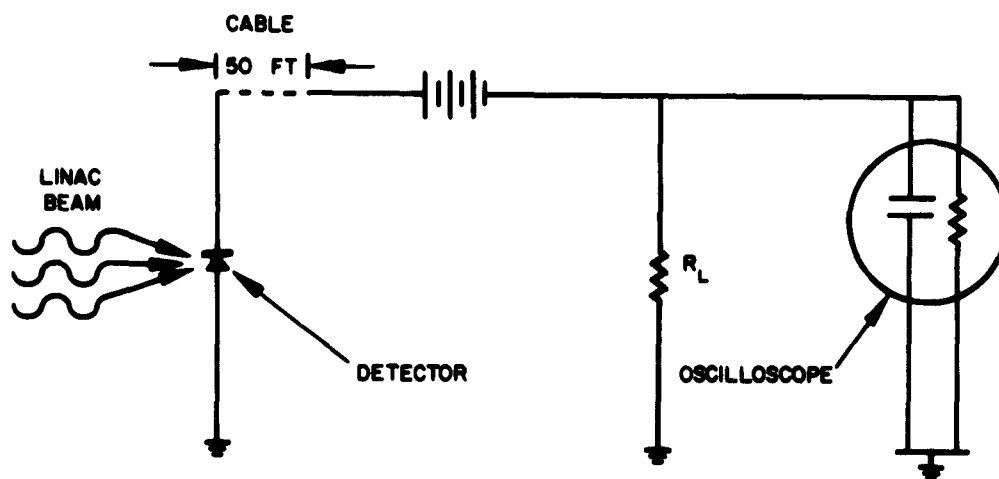 CABLE
50 FT
LINAC
BEAM
R_L
DETECTOR
OSCILLOSCOPE